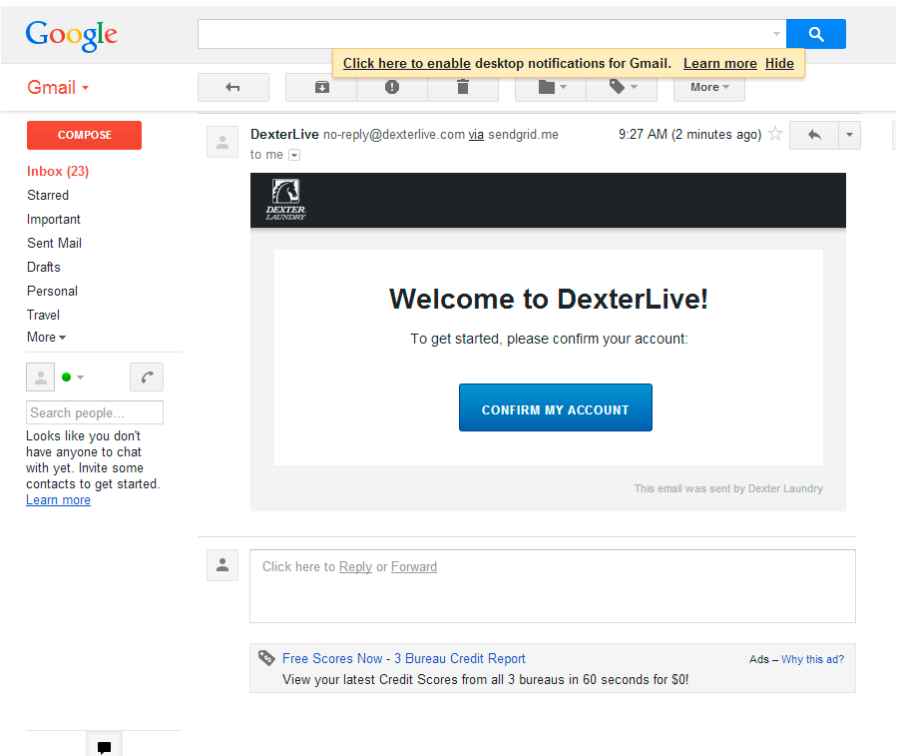 Google
Click here to enable desktop notifications for Gmail. Learn more Hide
Gmail
More
COMPOSE
DexterLive no-reply@dexterlive.com via sendgrid.me 9:27 AM (2 minutes ago)
to me
Inbox (23)
Starred
Important
Sent Mail
Drafts
Personal
Travel
More
DEXTER
LAUNDRY
Welcome to DexterLive!
To get started, please confirm your account:
CONFIRM MY ACCOUNT
This email was sent by Dexter Laundry
Search people...
Looks like you don't
have anyone to chat
with yet. Invite some
contacts to get started.
Learn more
Click here to Reply or Forward
Free Scores Now - 3 Bureau Credit Report Ads – Why this ad?
View your latest Credit Scores from all 3 bureaus in 60 seconds for $0!